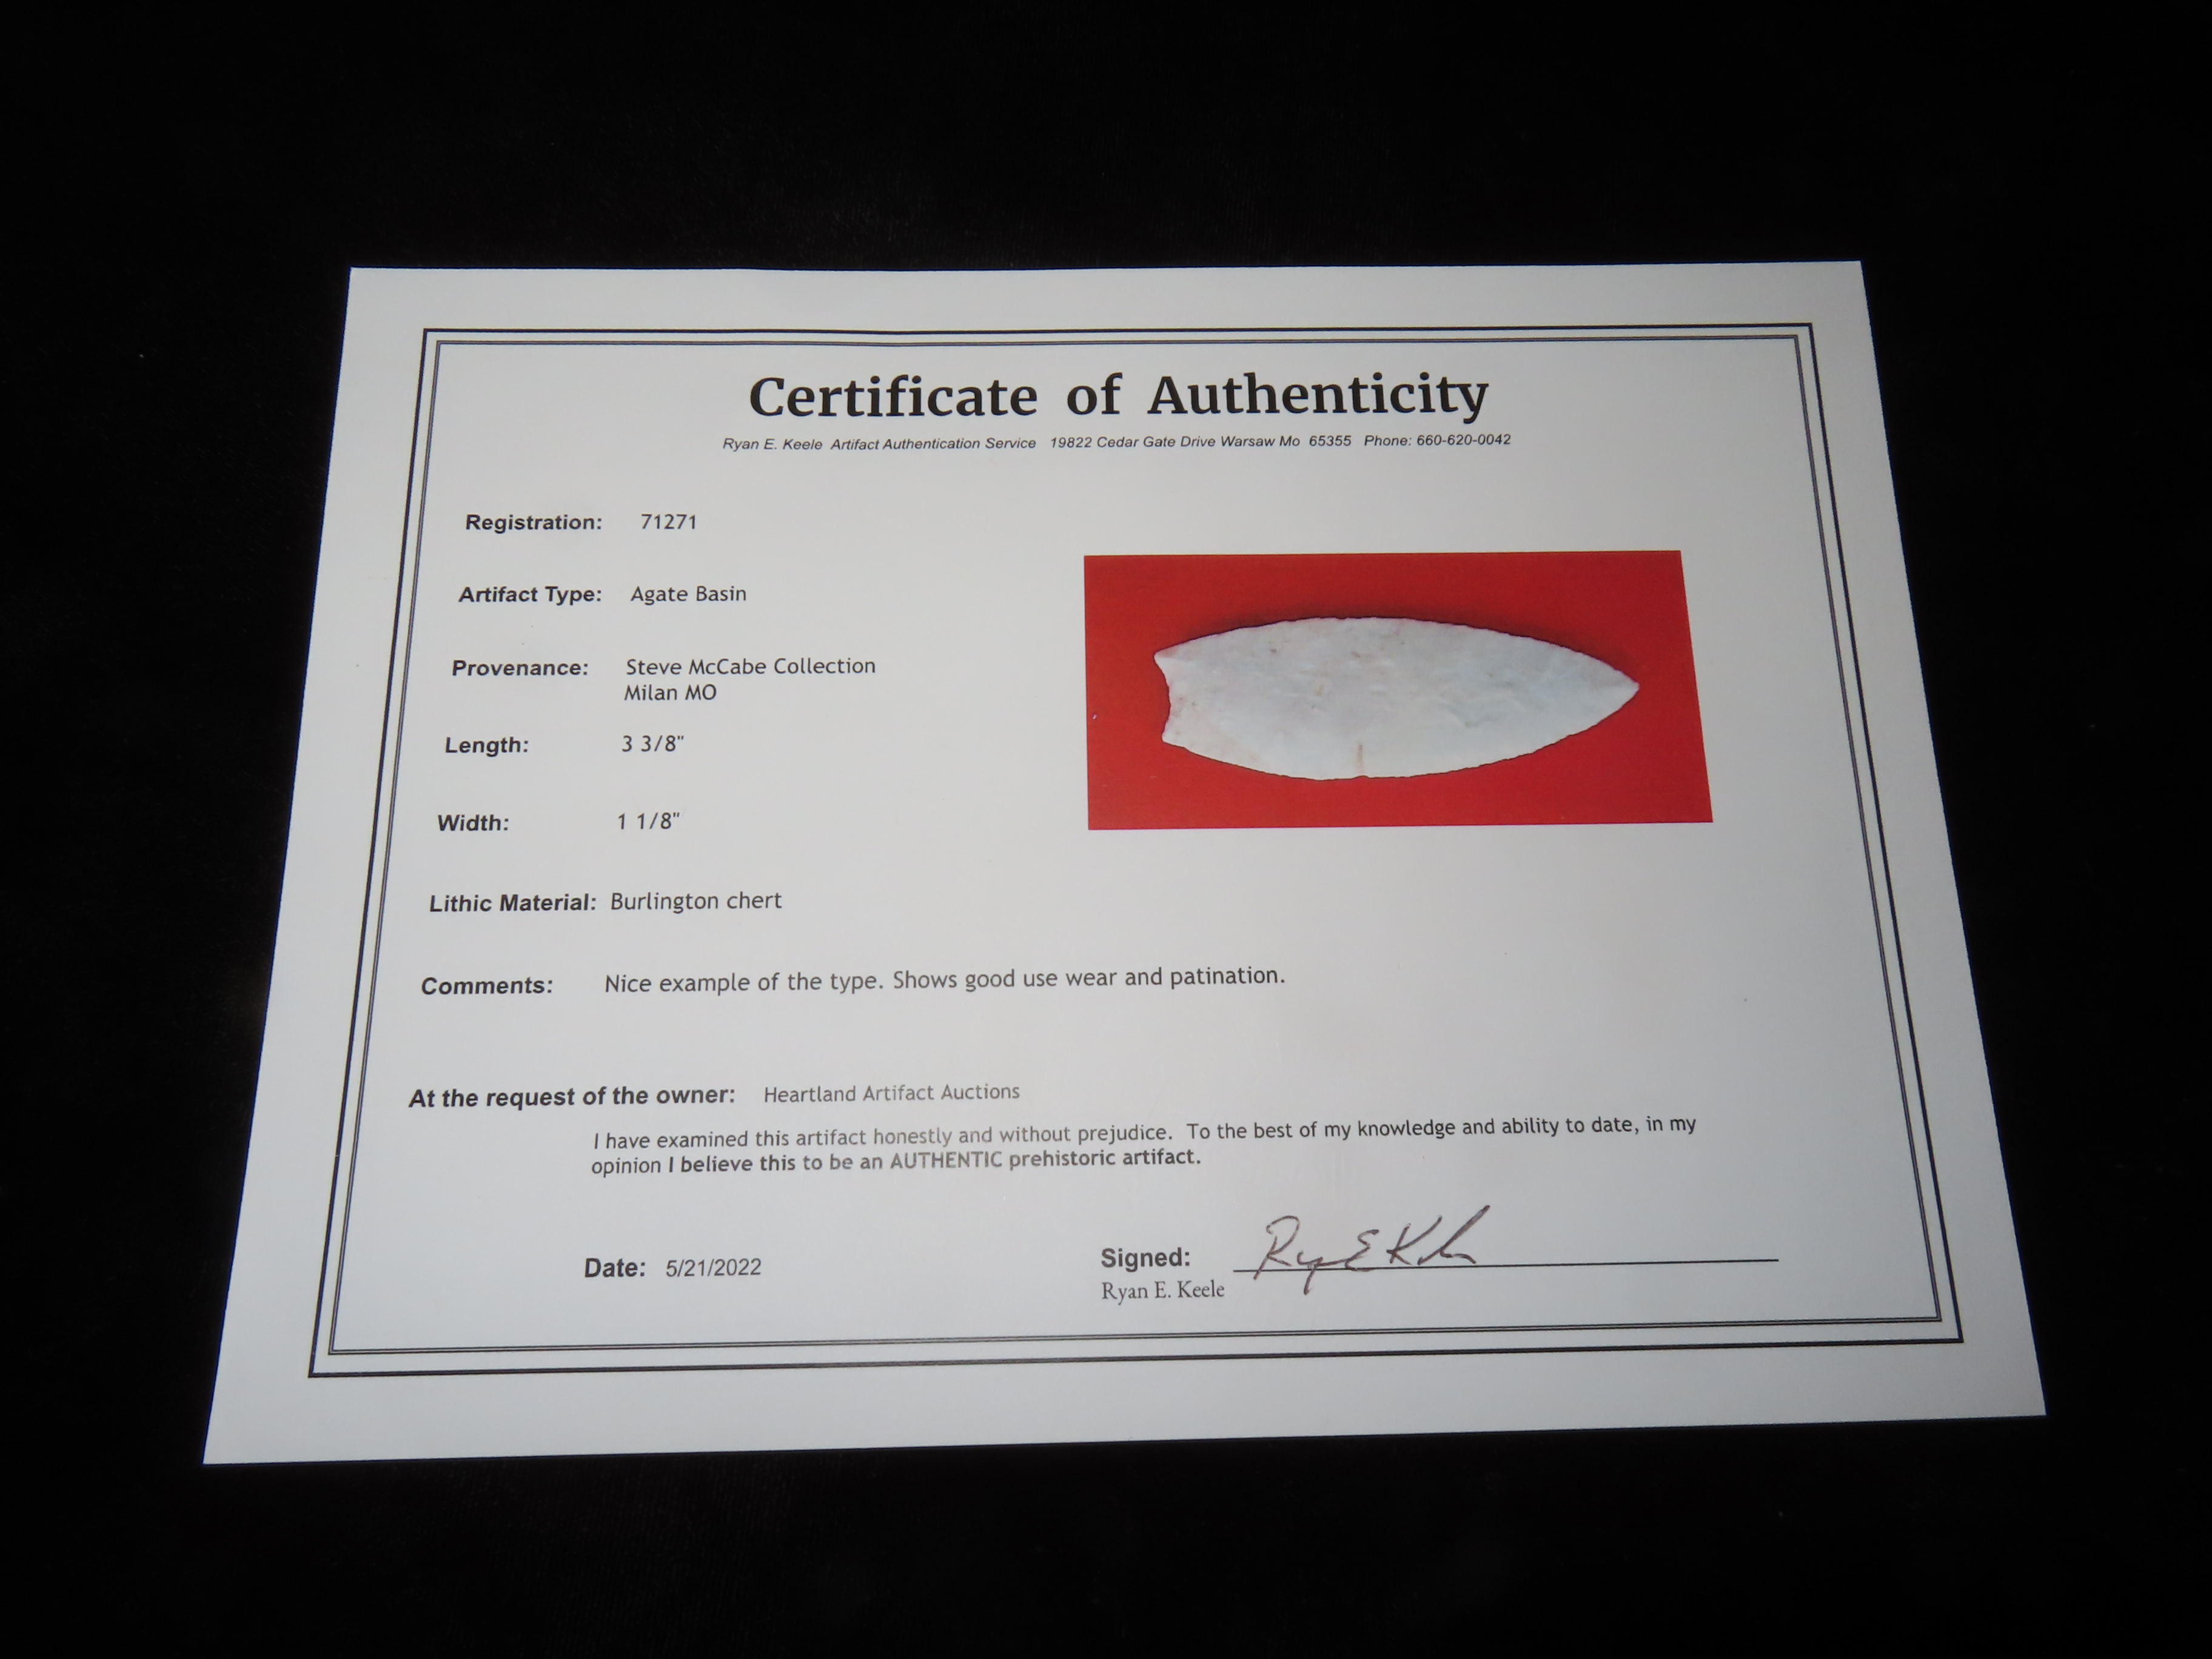 Certificate of Authenticity
Ryan E. Keele Artifact Authentication Service 19822 Cedar Gate Drive Warsaw Mo 65355 Phone: 660-620-0042
Registration: 71271
Artifact Type: Agate Basin
Provenance: Steve McCabe Collection
Milan MO
Length: 3 3/8"
Width: 1 1/8"
Lithic Material: Burlington chert
Comments: Nice example of the type. Shows good use wear and patination.
At the request of the owner: Heartland Artifact Auctions
I have examined this artifact honestly and without prejudice. To the best of my knowledge and ability to date, in my
opinion I believe this to be an AUTHENTIC prehistoric artifact.
Date: 5/21/2022
Signed: Ryan E. Keele
Ryan E. Keele